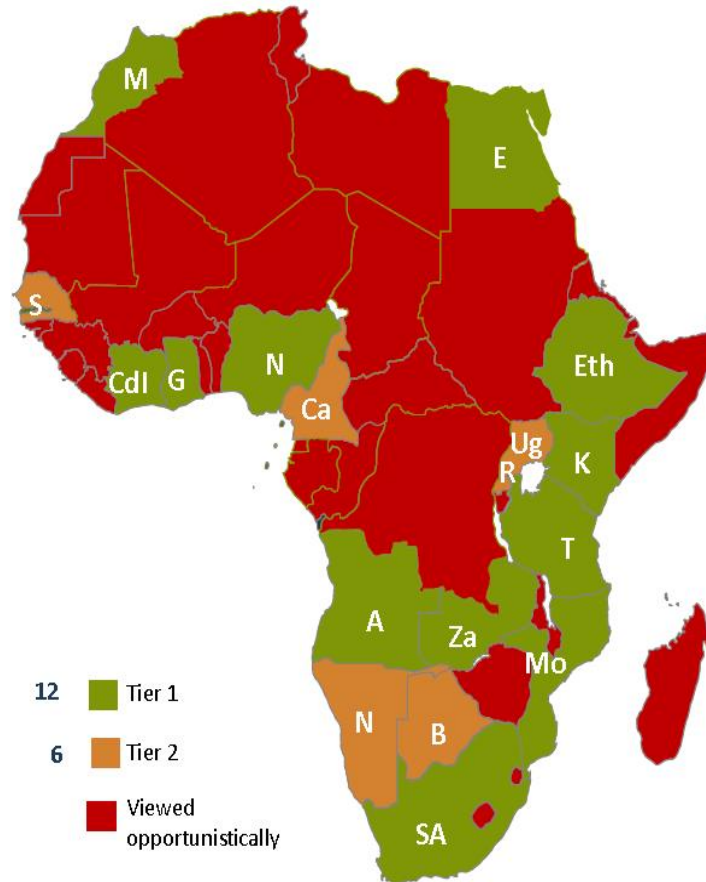 M
E
S
CdI
G
N
Ca
Eth
Ug
R
K
T
A
Za
Mo
N
B
SA
12 Tier 1
6 Tier 2
Viewed
opportunistically